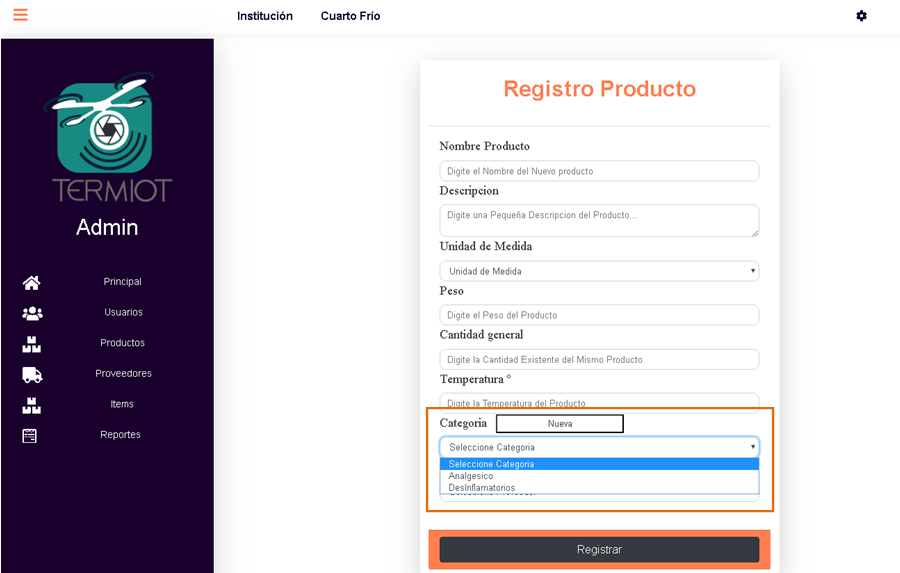 Institución Cuarto Frío
TERMIOT
Admin
Principal
Usuarios
Productos
Proveedores
Items
Reportes
Registro Producto
Nombre Producto
Digite el Nombre del Nuevo producto
Descripcion
Digite una Pequeña Descripcion del Producto...
Unidad de Medida
Unidad de Medida
Peso
Digite el Peso del Producto
Cantidad general
Digite la Cantidad Existente del Mismo Producto
Temperatura °
Digite la Temperatura del Producto
Categoria Nueva
Seleccione Categoria
Seleccione Categoria
Analgesico
DesInflamatorios
Registrar